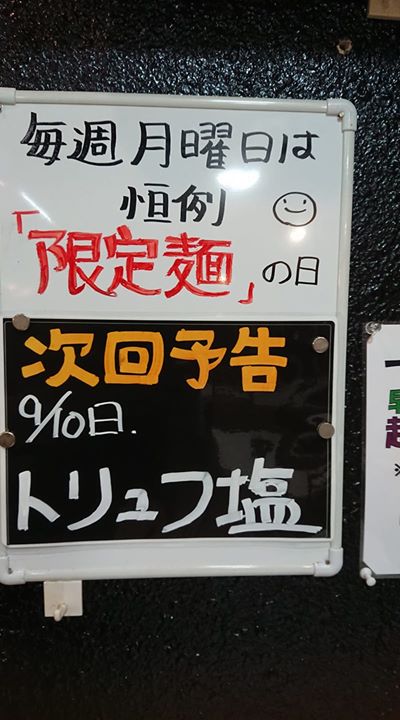 毎週月曜日は
恒例
「限定麺」の日
次回予告
9/10日.
トリュフ塩